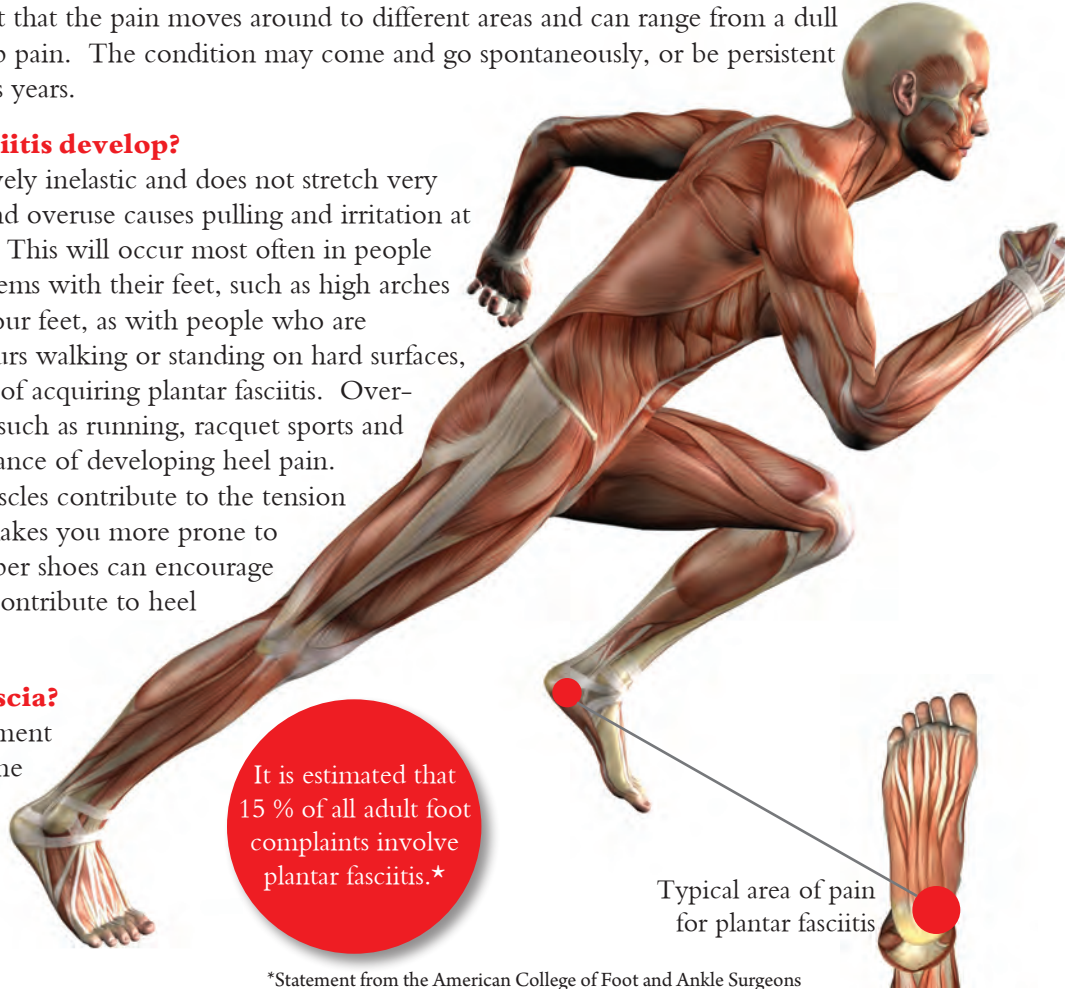 t that the pain moves around to different areas and can range from a dull
p pain. The condition may come and go spontaneously, or be persistent
s years.
iitis develop?
vely inelastic and does not stretch very
nd overuse causes pulling and irritation at
This will occur most often in people
ems with their feet, such as high arches
our feet, as with people who are
urs walking or standing on hard surfaces,
of acquiring plantar fasciitis. Over-
such as running, racquet sports and
ance of developing heel pain.
scles contribute to the tension
akes you more prone to
per shoes can encourage
ontribute to heel
scia?
ment
ne
It is estimated that
15 % of all adult foot
complaints involve
plantar fasciitis.*
Typical area of pain
for plantar fasciitis
*Statement from the American College of Foot and Ankle Surgeons